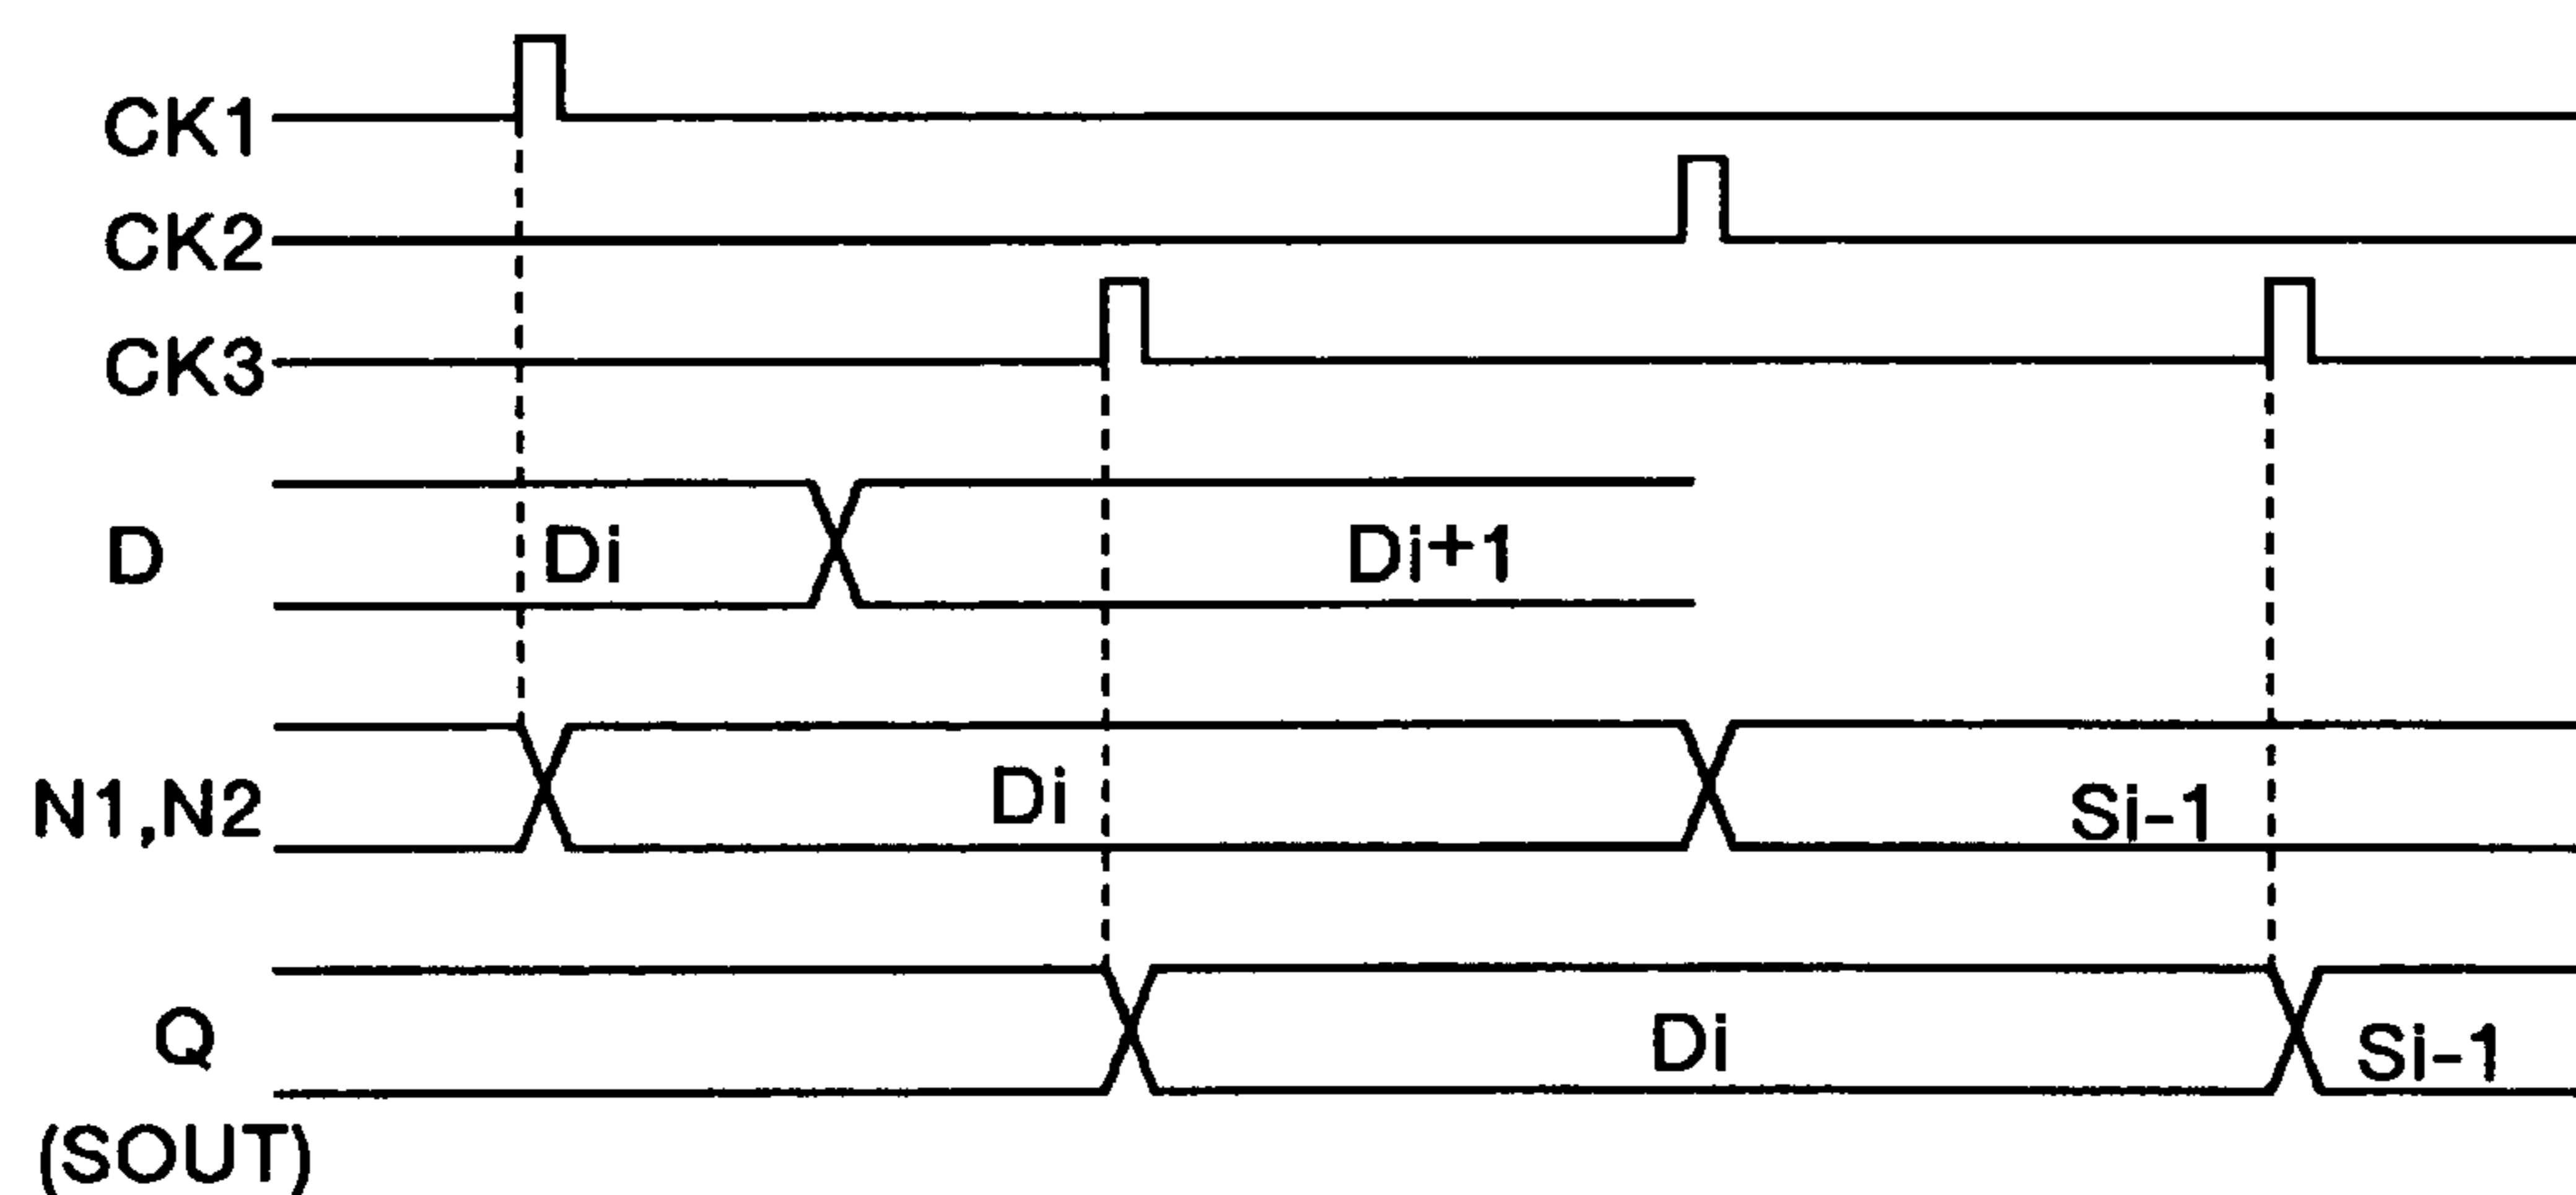 CK1
CK2
CK3
D Di Di+1
N1,N2 Di Si-1
Q Di Si-1
(SOUT)